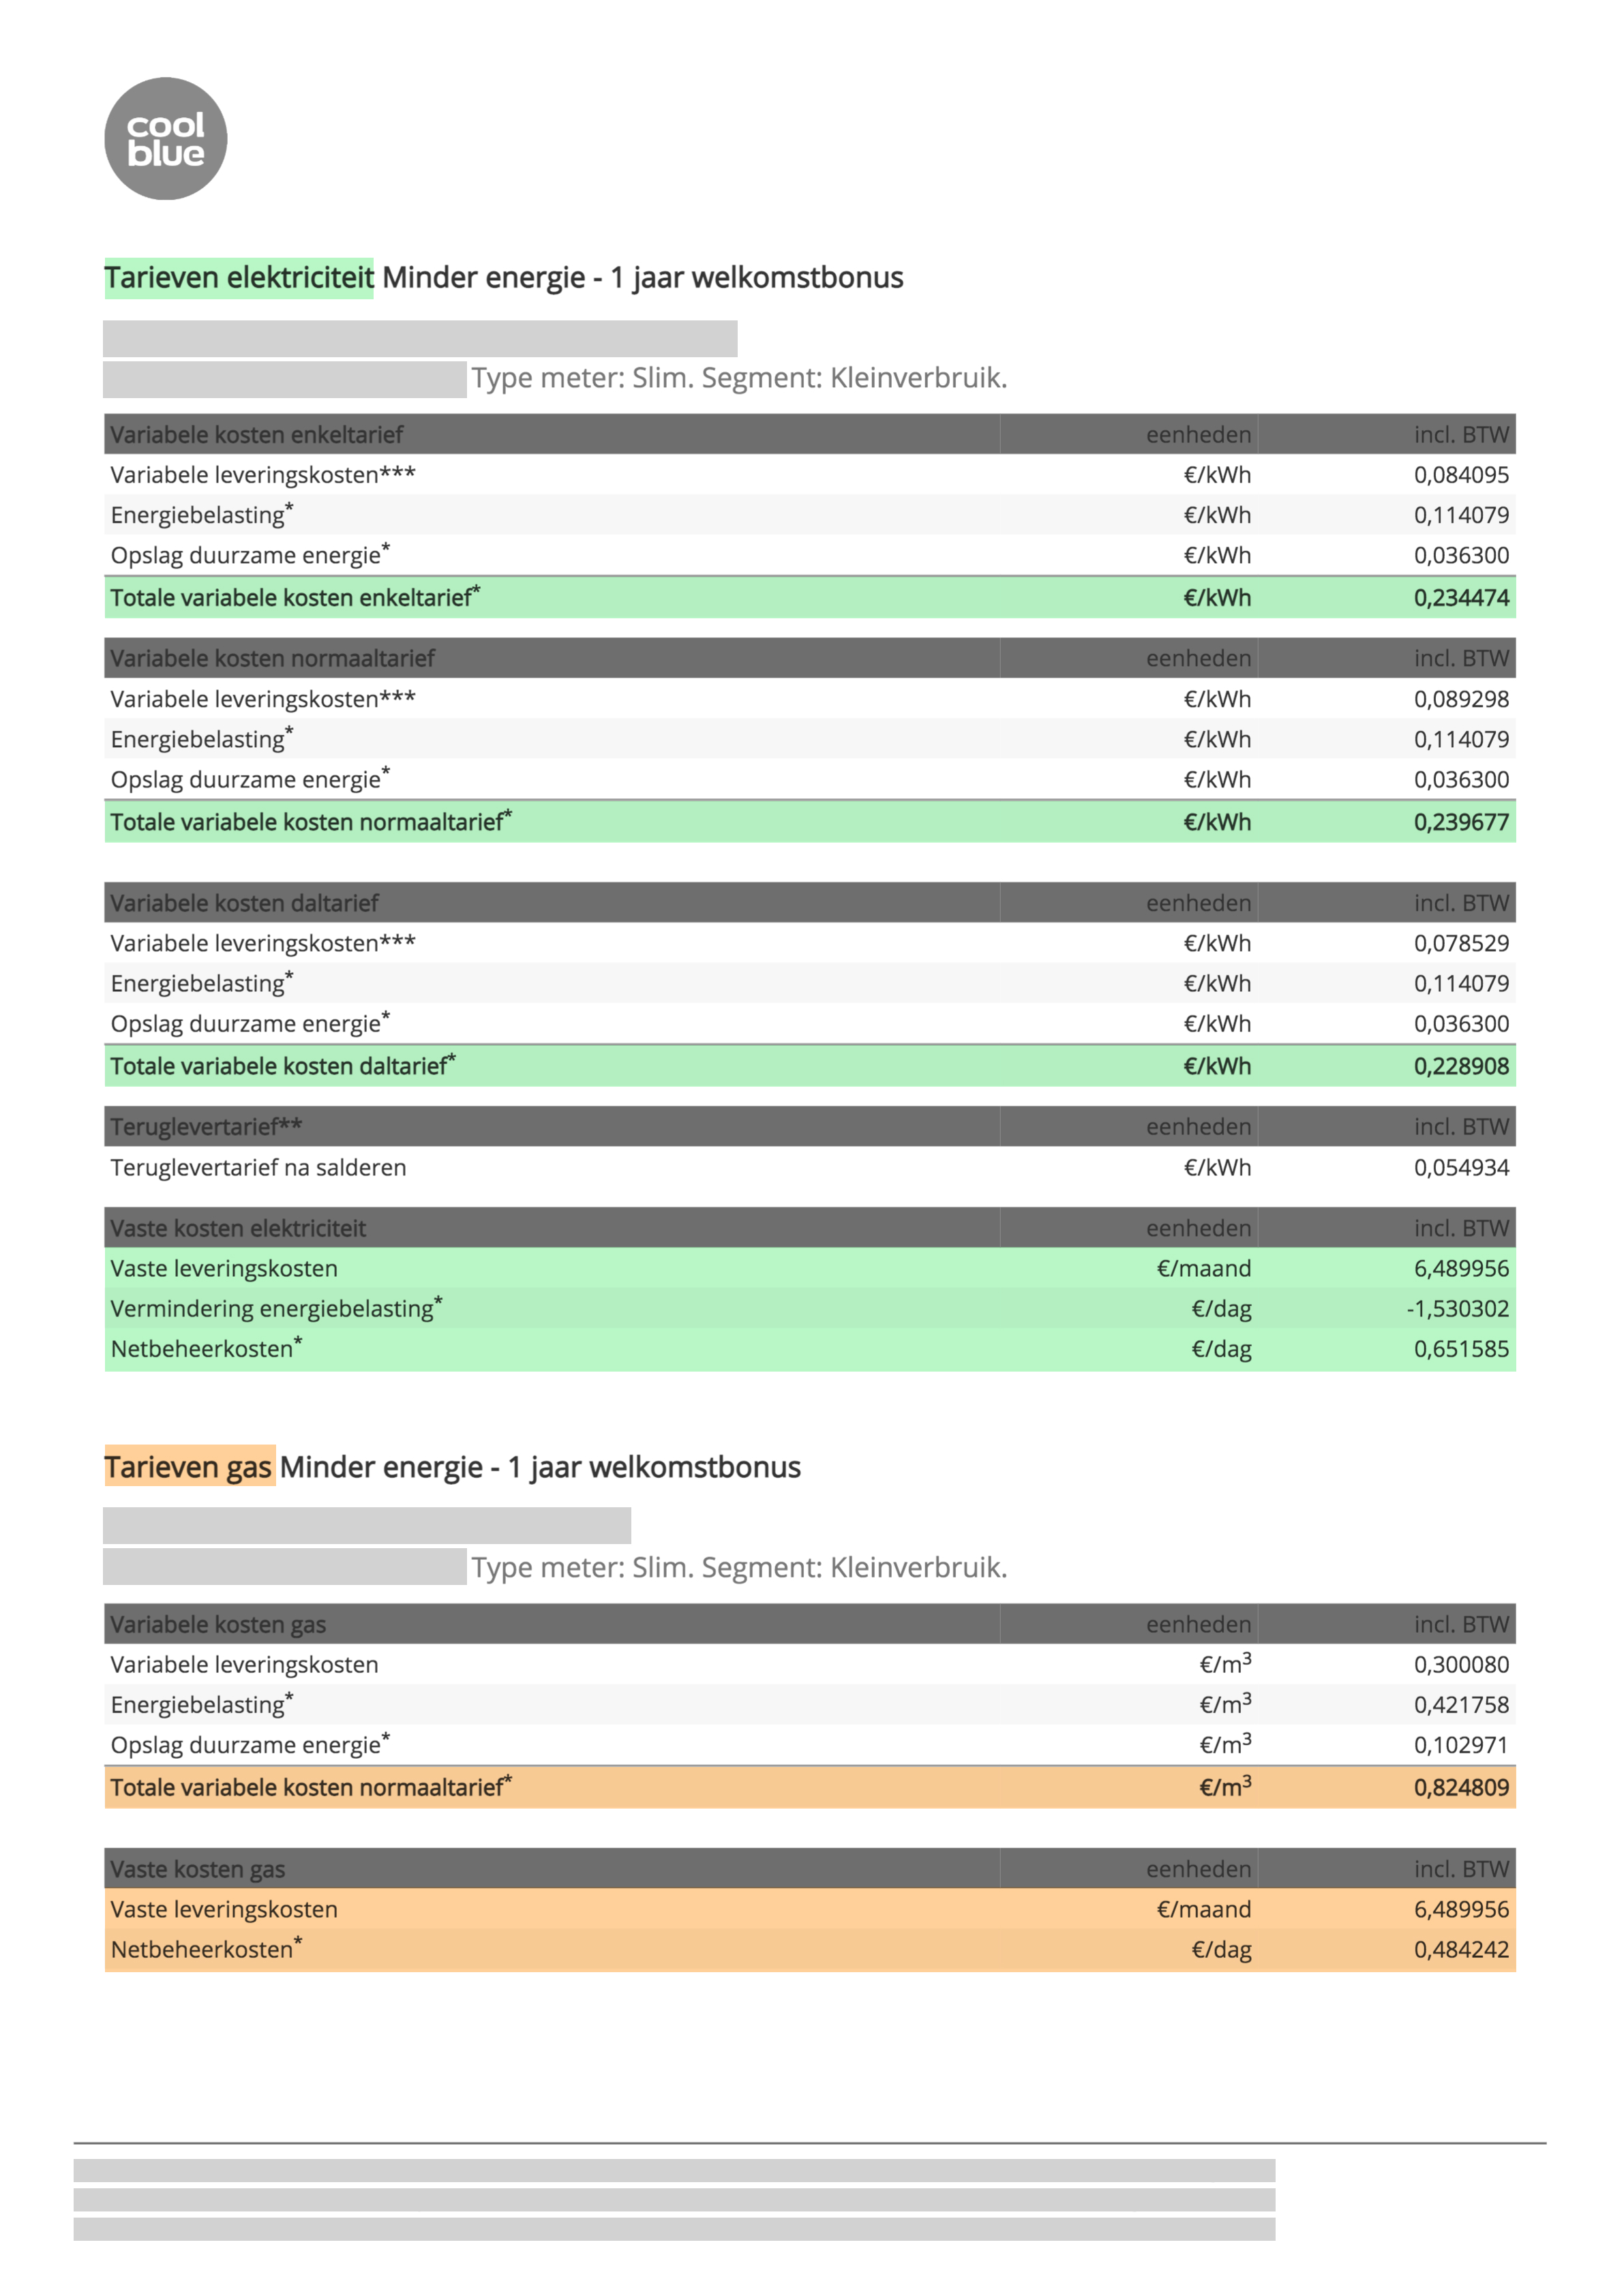 cool
blue
Tarieven elektriciteit Minder energie - 1 jaar welkomstbonus
Type meter: Slim. Segment: Kleinverbruik.
Variabele kosten enkeltarief eenheden incl. BTW
Variabele leveringskosten*** €/kWh 0,084095
Energiebelasting* €/kWh 0,114079
Opslag duurzame energie* €/kWh 0,036300
Totale variabele kosten enkeltarief* €/kWh 0,234474
Variabele kosten normaaltarief eenheden incl. BTW
Variabele leveringskosten*** €/kWh 0,089298
Energiebelasting* €/kWh 0,114079
Opslag duurzame energie* €/kWh 0,036300
Totale variabele kosten normaaltarief* €/kWh 0,239677
Variabele kosten daltarief eenheden incl. BTW
Variabele leveringskosten*** €/kWh 0,078529
Energiebelasting* €/kWh 0,114079
Opslag duurzame energie* €/kWh 0,036300
Totale variabele kosten daltarief* €/kWh 0,228908
Teruglevertarief** eenheden incl. BTW
Teruglevertarief na salderen €/kWh 0,054934
Vaste kosten elektriciteit eenheden incl. BTW
Vaste leveringskosten €/maand 6,489956
Vermindering energiebelasting* €/dag -1,530302
Netbeheerkosten* €/dag 0,651585
Tarieven gas Minder energie - 1 jaar welkomstbonus
Type meter: Slim. Segment: Kleinverbruik.
Variabele kosten gas eenheden incl. BTW
Variabele leveringskosten €/m³ 0,300080
Energiebelasting* €/m³ 0,421758
Opslag duurzame energie* €/m³ 0,102971
Totale variabele kosten normaaltarief* €/m³ 0,824809
Vaste kosten gas eenheden incl. BTW
Vaste leveringskosten €/maand 6,489956
Netbeheerkosten* €/dag 0,484242